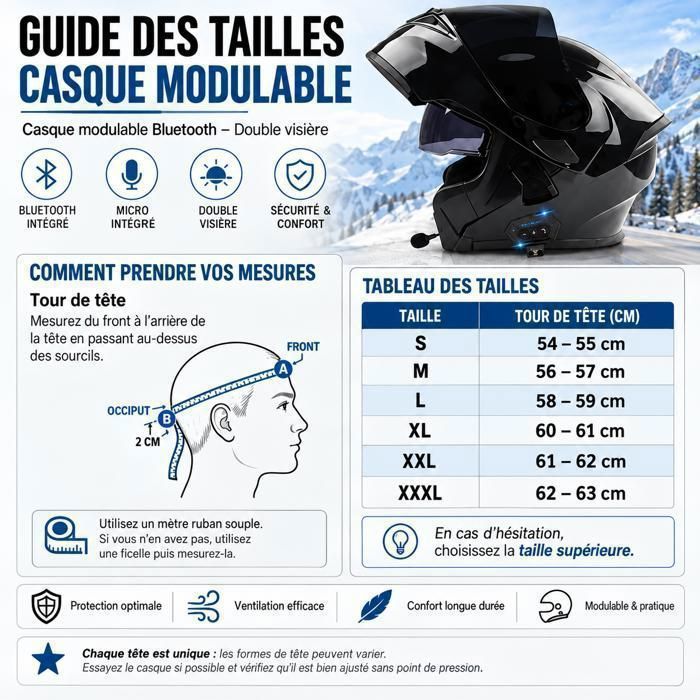 GUIDE DES TAILLES
CASQUE MODULABLE
Casque modulable Bluetooth – Double visière
BLUETOOTH
INTÉGRÉ
MICRO
INTÉGRÉ
DOUBLE
VISIÈRE
SÉCURITÉ &
CONFORT
COMMENT PRENDRE VOS MESURES
Tour de tête
Mesurez du front à l'arrière de
la tête en passant au-dessus
des sourcils.
FRONT
A
OCCIPUT
B
2 CM
Utilisez un mètre ruban souple.
Si vous n'en avez pas, utilisez
une ficelle puis mesurez-la.
TABLEAU DES TAILLES
TAILLE TOUR DE TÊTE (CM)
S 54 – 55 cm
M 56 – 57 cm
L 58 – 59 cm
XL 60 – 61 cm
XXL 61 – 62 cm
XXXL 62 – 63 cm
En cas d'hésitation,
choisissez la taille supérieure.
Protection optimale
Ventilation efficace
Confort longue durée
Modulable & pratique
Chaque tête est unique : les formes de tête peuvent varier.
Essayez le casque si possible et vérifiez qu'il est bien ajusté sans point de pression.